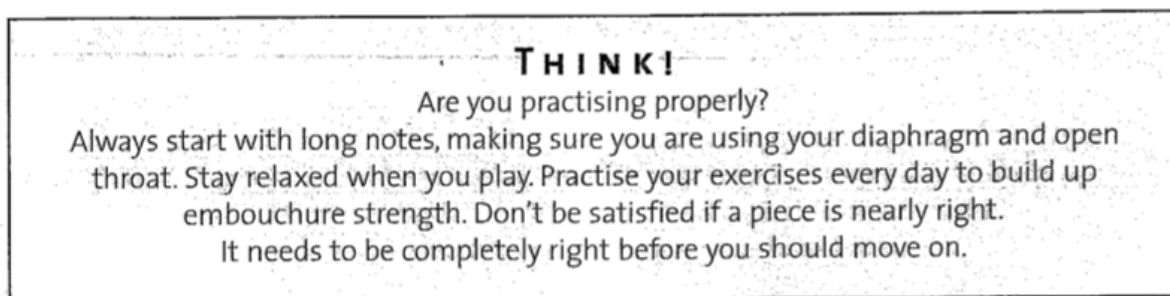 THINK!
Are you practising properly?
Always start with long notes, making sure you are using your diaphragm and open
throat. Stay relaxed when you play. Practise your exercises every day to build up
embouchure strength. Don't be satisfied if a piece is nearly right.
It needs to be completely right before you should move on.